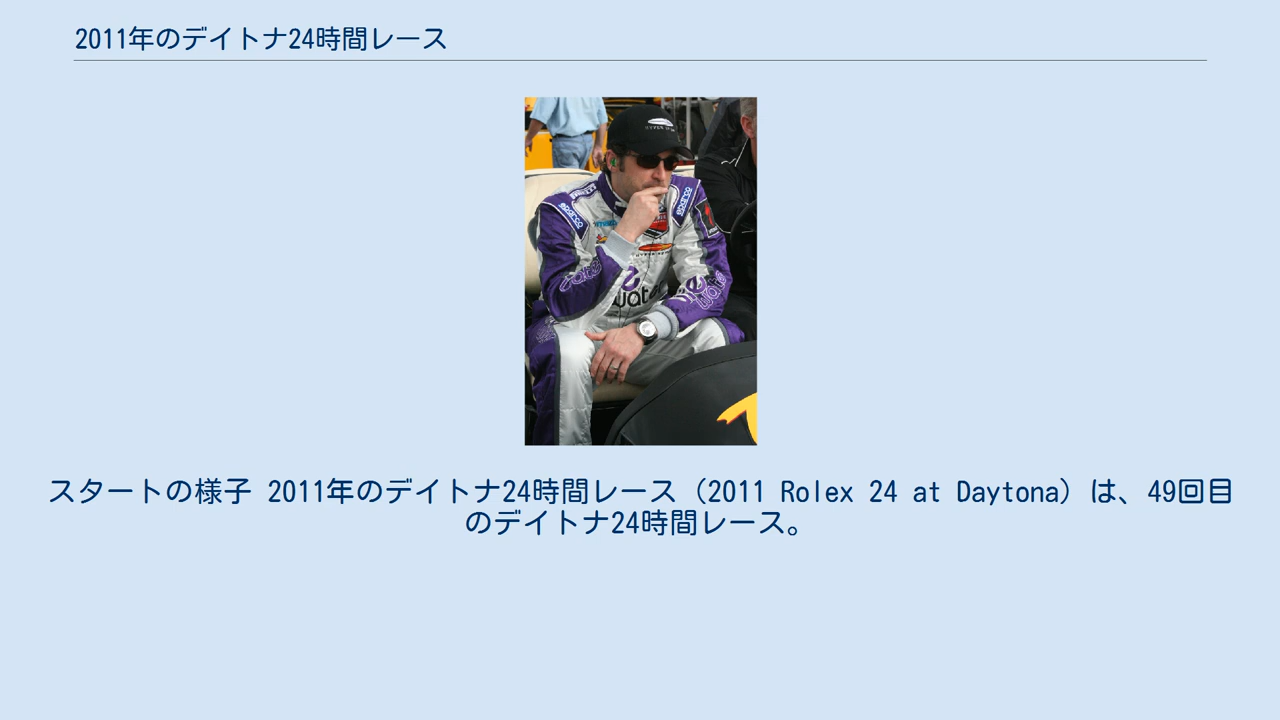 2011年のデイトナ24時間レース
sparco
sparco
スタートの様子 2011年のデイトナ24時間レース（2011 Rolex 24 at Daytona）は、49回目
のデイトナ24時間レース。